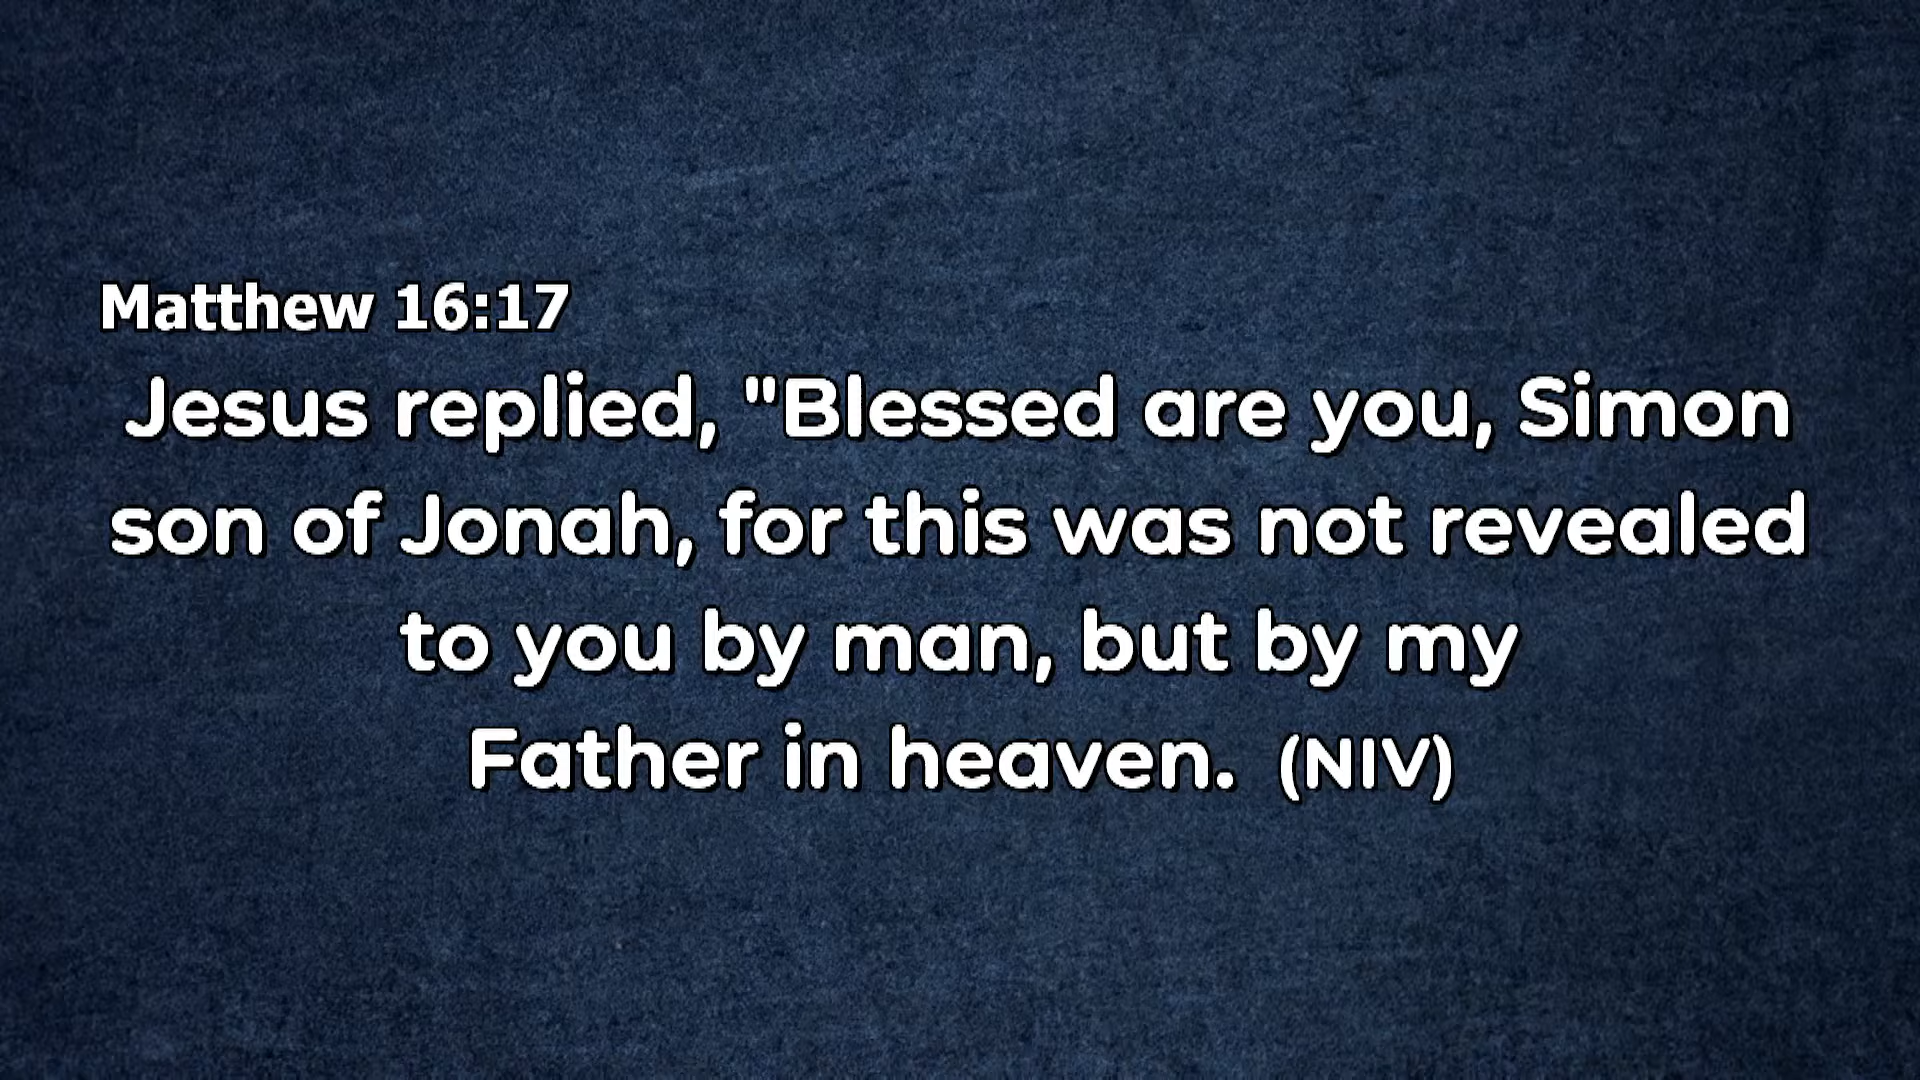 Matthew 16:17
Jesus replied, "Blessed are you, Simon
son of Jonah, for this was not revealed
to you by man, but by my
Father in heaven. (NIV)